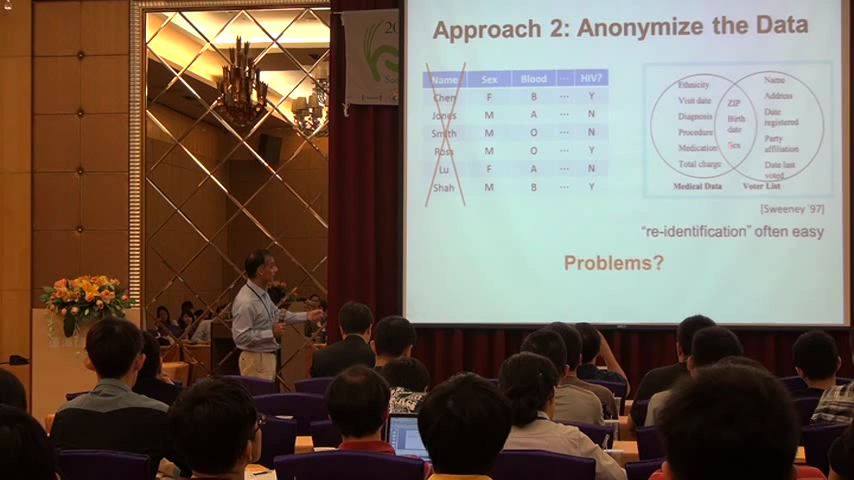 Approach 2: Anonymize the Data
Name Sex Blood ... HIV?
Chen F B ... Y
Jones M A ... N
Smith M O ... N
Ross M O ... Y
Lu F A ... N
Shah M B ... Y
Ethnicity
Visit date
Diagnosis
Procedure
Medication
Total charge
ZIP
Birth
date
Sex
Name
Address
Date
registered
Party
affiliation
Date last
voted
Medical Data Voter List
[Sweeney '97]
"re-identification" often easy
Problems?